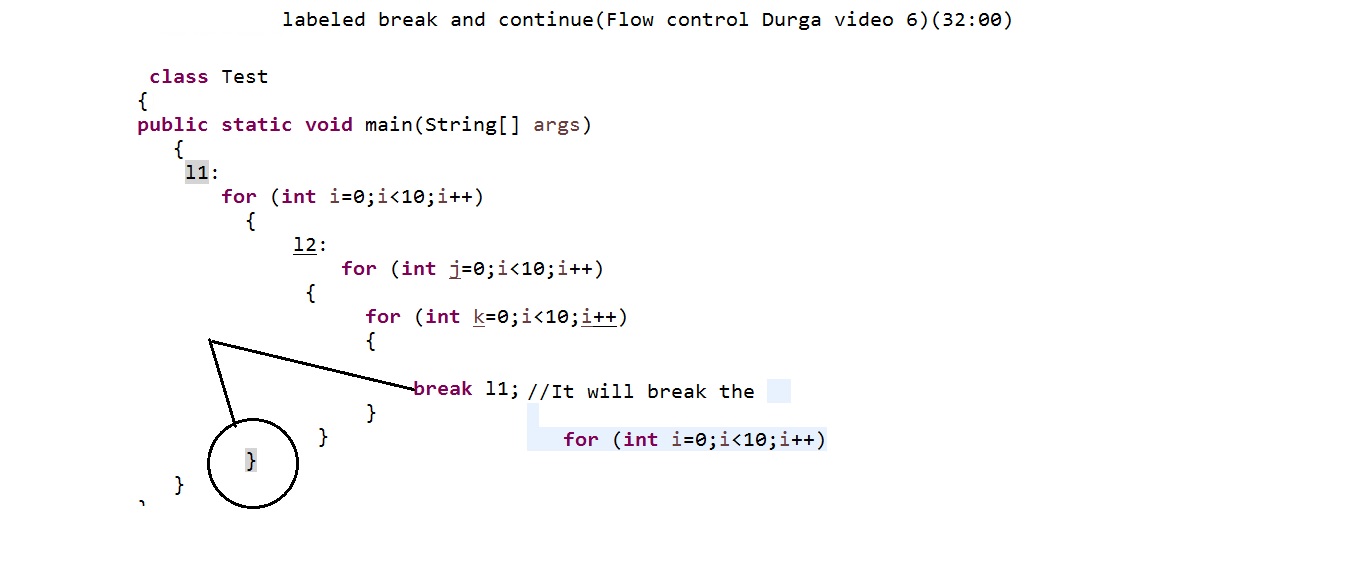 labeled break and continue(Flow control Durga video 6)(32:00)
class Test
{
public static void main(String[] args)
{
l1:
for (int i=0;i<10;i++)
{
l2:
for (int j=0;i<10;i++)
{
for (int k=0;i<10;i++)
{
break l1; //It will break the
}
for (int i=0;i<10;i++)
}
}
}